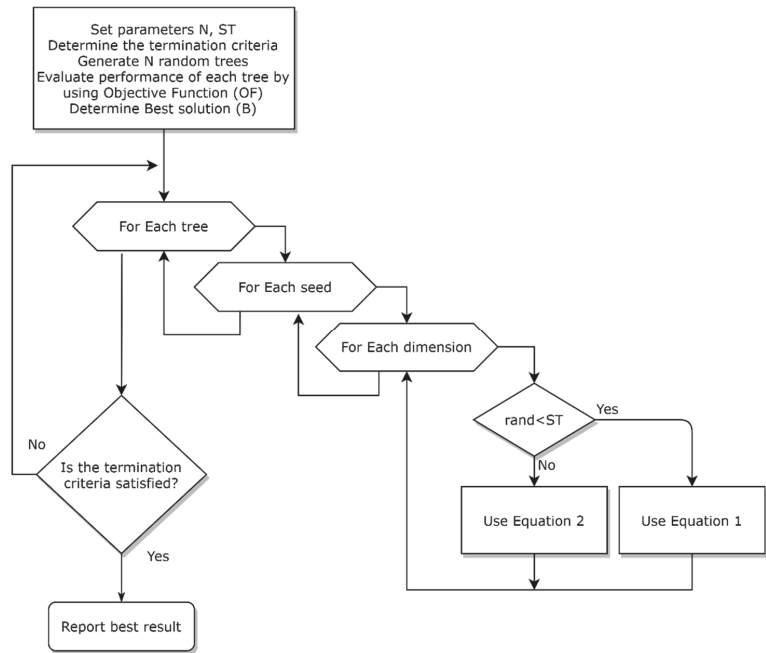 Set parameters N, ST
Determine the termination criteria
Generate N random trees
Evaluate performance of each tree by
using Objective Function (OF)
Determine Best solution (B)
For Each tree
For Each seed
For Each dimension
rand<ST
Yes
No
Use Equation 2
Use Equation 1
No
Is the termination
criteria satisfied?
Yes
Report best result